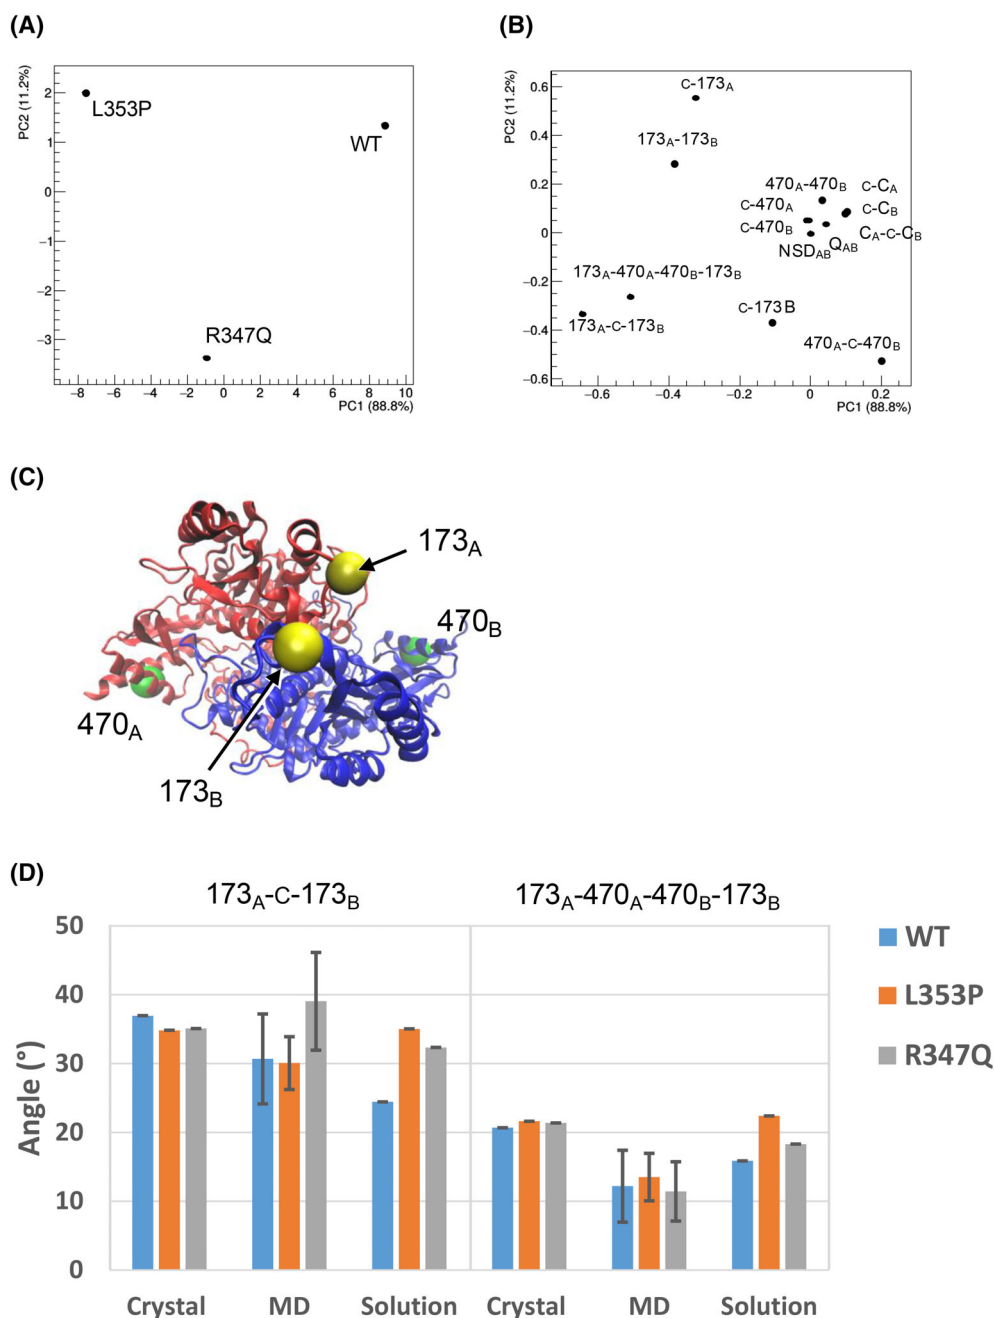 (A)
PC2 (11.2%)
2
1
0
−1
−2
−3
L353P
WT
R347Q
−8 −6 −4 −2 0 2 4 6 8 10
PC1 (88.8%)
(B)
PC2 (11.2%)
0.6
0.4
0.2
0
−0.2
−0.4
−0.6
C-173A
173A-173B
470A-470B
C-CA
C-470A
C-CB
C-470B
CA-C-CB
NSDAB
QAB
173A-470A-470B-173B
173A-C-173B
C-173B
470A-C-470B
−0.6 −0.4 −0.2 0 0.2
PC1 (88.8%)
(C)
173A
470B
470A
173B
(D)
173A-C-173B 173A-470A-470B-173B
Angle (°)
50
40
30
20
10
0
WT
L353P
R347Q
Crystal MD Solution Crystal MD Solution